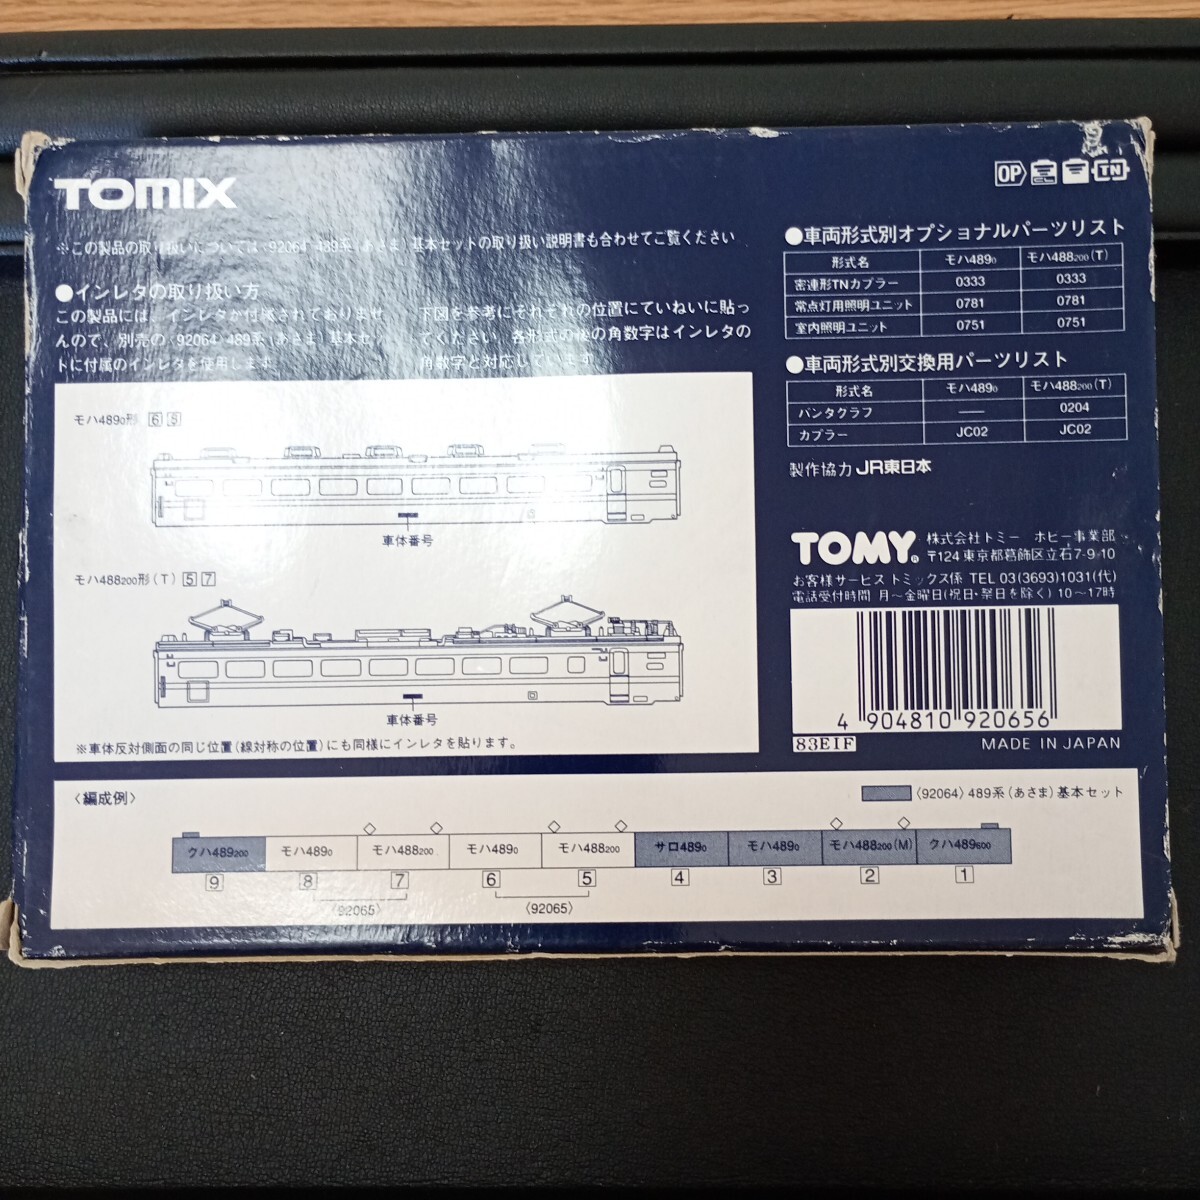 TOMIX
※この製品の取り扱いについては〈92064〉489系(あさま)基本セットの取り扱い説明書も合わせてご覧ください
●インレタの取り扱い方
この製品には、インレタが付属されておりませ
んので、別売の〈92064〉489系(あさま)基本セッ
トに付属のインレタを使用します
下図を参考にそれぞれの位置にていねいに貼っ
てください。各形式の後の角数字はインレタの
角数字と対応しています
モハ489₀形 6 8
車体番号
モハ488₂₀₀形(T) 5 7
車体番号
※車体反対側面の同じ位置(線対称の位置)にも同様にインレタを貼ります。
OP TN
●車両形式別オプショナルパーツリスト
形式名 モハ489₀ モハ488₂₀₀(T)
密連形TNカプラー 0333 0333
常点灯用照明ユニット 0781 0781
室内照明ユニット 0751 0751
●車両形式別交換用パーツリスト
形式名 モハ489₀ モハ488₂₀₀(T)
パンタグラフ — 0204
カプラー JC02 JC02
製作協力 JR東日本
TOMY® 株式会社トミー ホビー事業部
〒124 東京都葛飾区立石7-9-10
お客様サービス トミックス係 TEL 03(3693)1031(代)
電話受付時間 月〜金曜日(祝日・祭日を除く) 10〜17時
4 904810 920656
83E1F
MADE IN JAPAN
〈編成例〉
〈92064〉489系(あさま)基本セット
クハ489₂₀₀ モハ489₀ モハ488₂₀₀ モハ489₀ モハ488₂₀₀ サロ489₀ モハ489₀ モハ488₂₀₀(M) クハ489₆₀₀
9 8 7 6 5 4 3 2 1
〈92065〉 〈92065〉